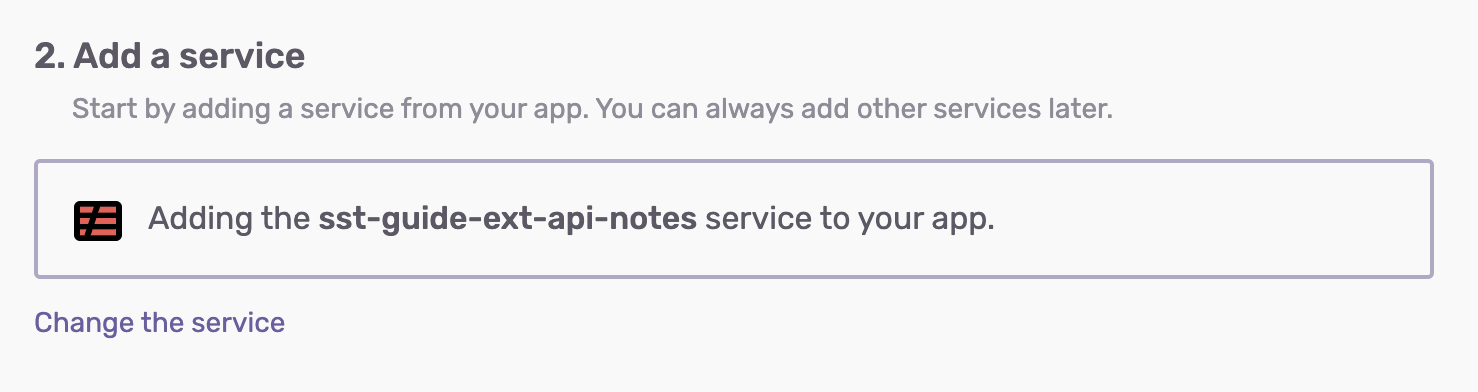 2. Add a service
Start by adding a service from your app. You can always add other services later.
Adding the sst-guide-ext-api-notes service to your app.
Change the service